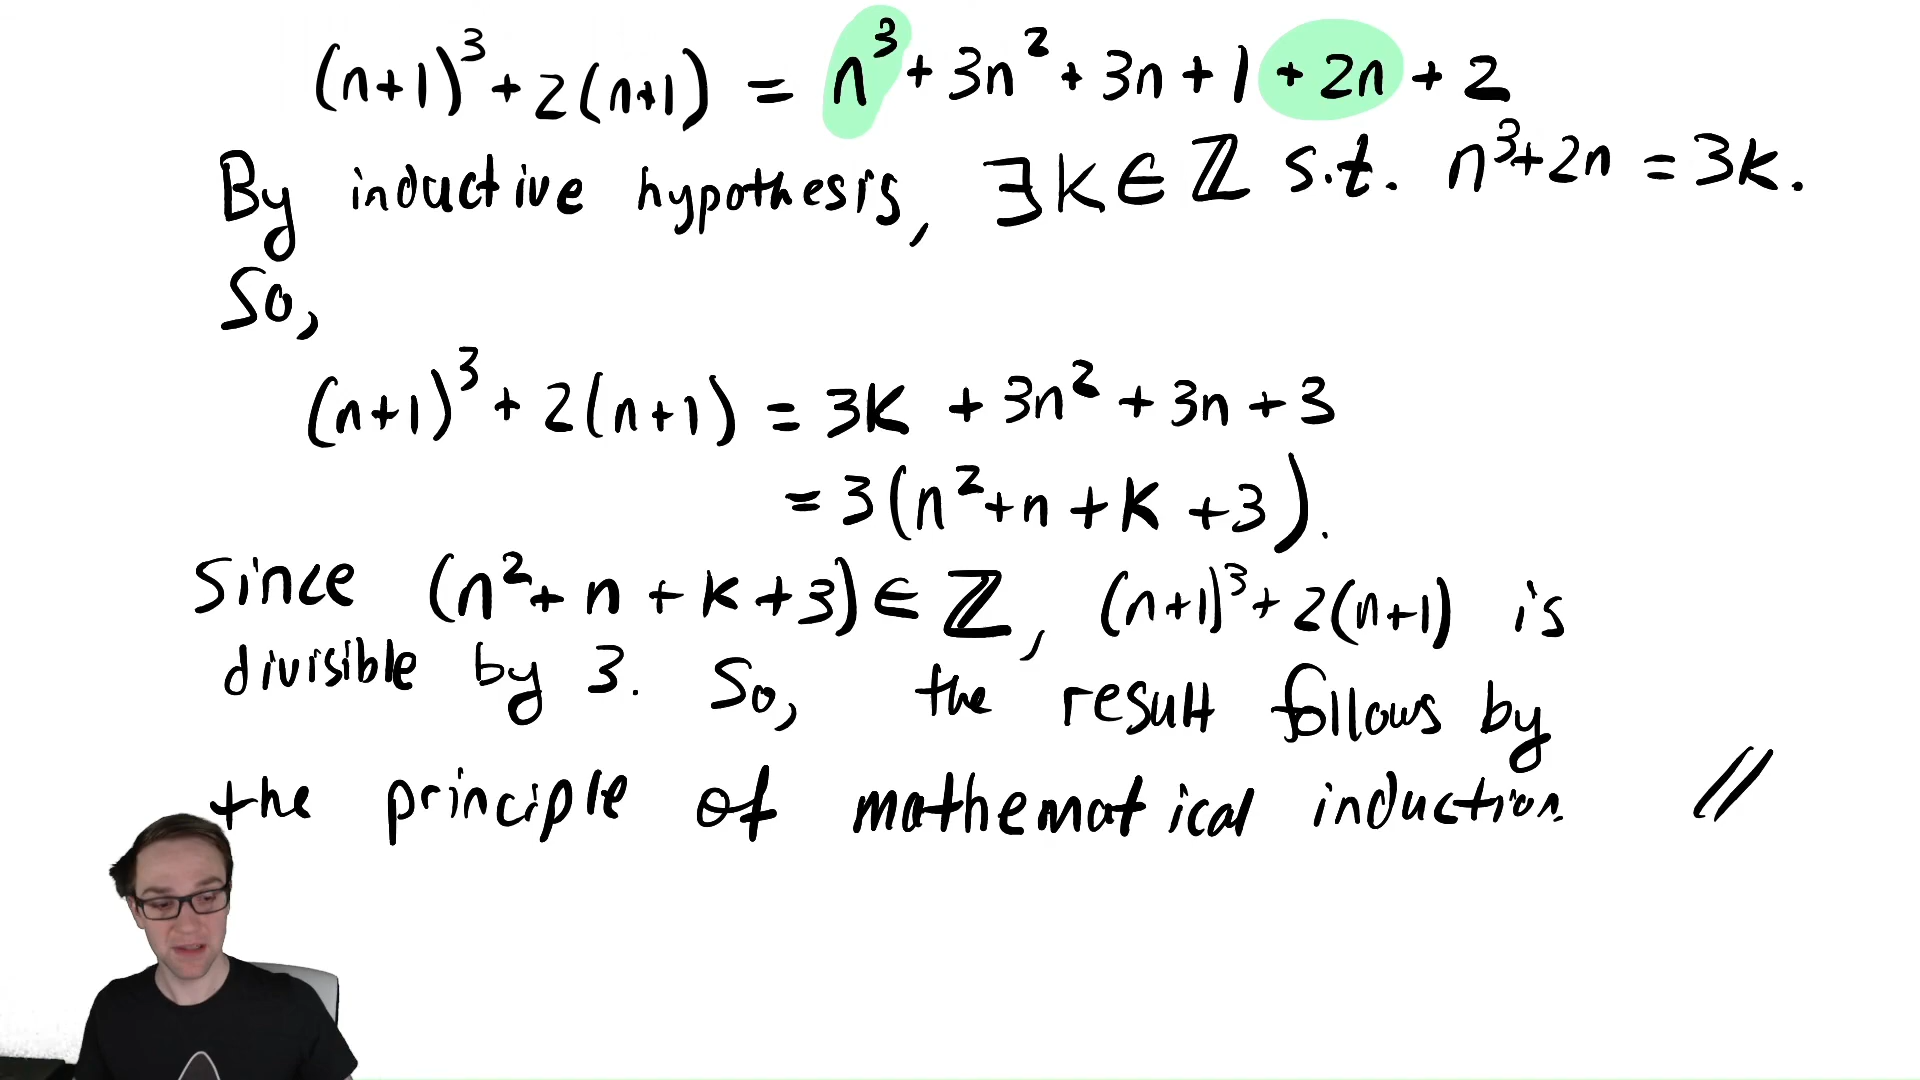 (n+1)³ + 2(n+1) = n³ + 3n² + 3n + 1 + 2n + 2
By inductive hypothesis, ∃k∈ℤ s.t. n³+2n = 3k.
So,
(n+1)³ + 2(n+1) = 3k + 3n² + 3n + 3
= 3(n²+n+k+3).
Since (n²+n+k+3)∈ℤ, (n+1)³+2(n+1) is
divisible by 3. So, the result follows by
the principle of mathematical induction. //